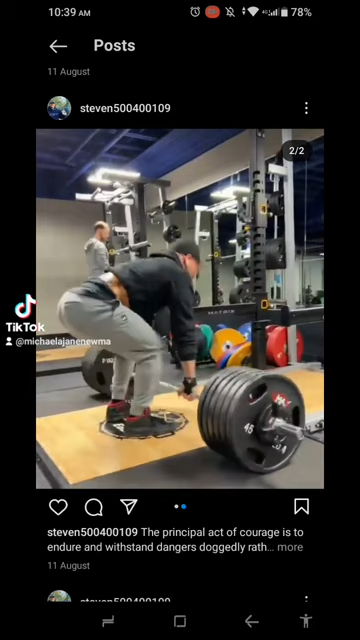 10:39 AM
78%
Posts
11 August
steven500400109
2/2
MATRIX
TikTok
@michaelajanenewma
45
steven500400109 The principal act of courage is to
endure and withstand dangers doggedly rath... more
11 August